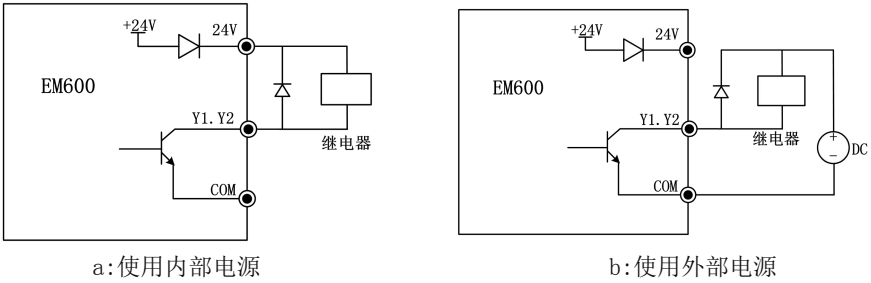 +24V
24V
EM600
Y1.Y2
继电器
COM
a:使用内部电源
+24V
24V
EM600
Y1.Y2
继电器
+
−
DC
COM
b:使用外部电源